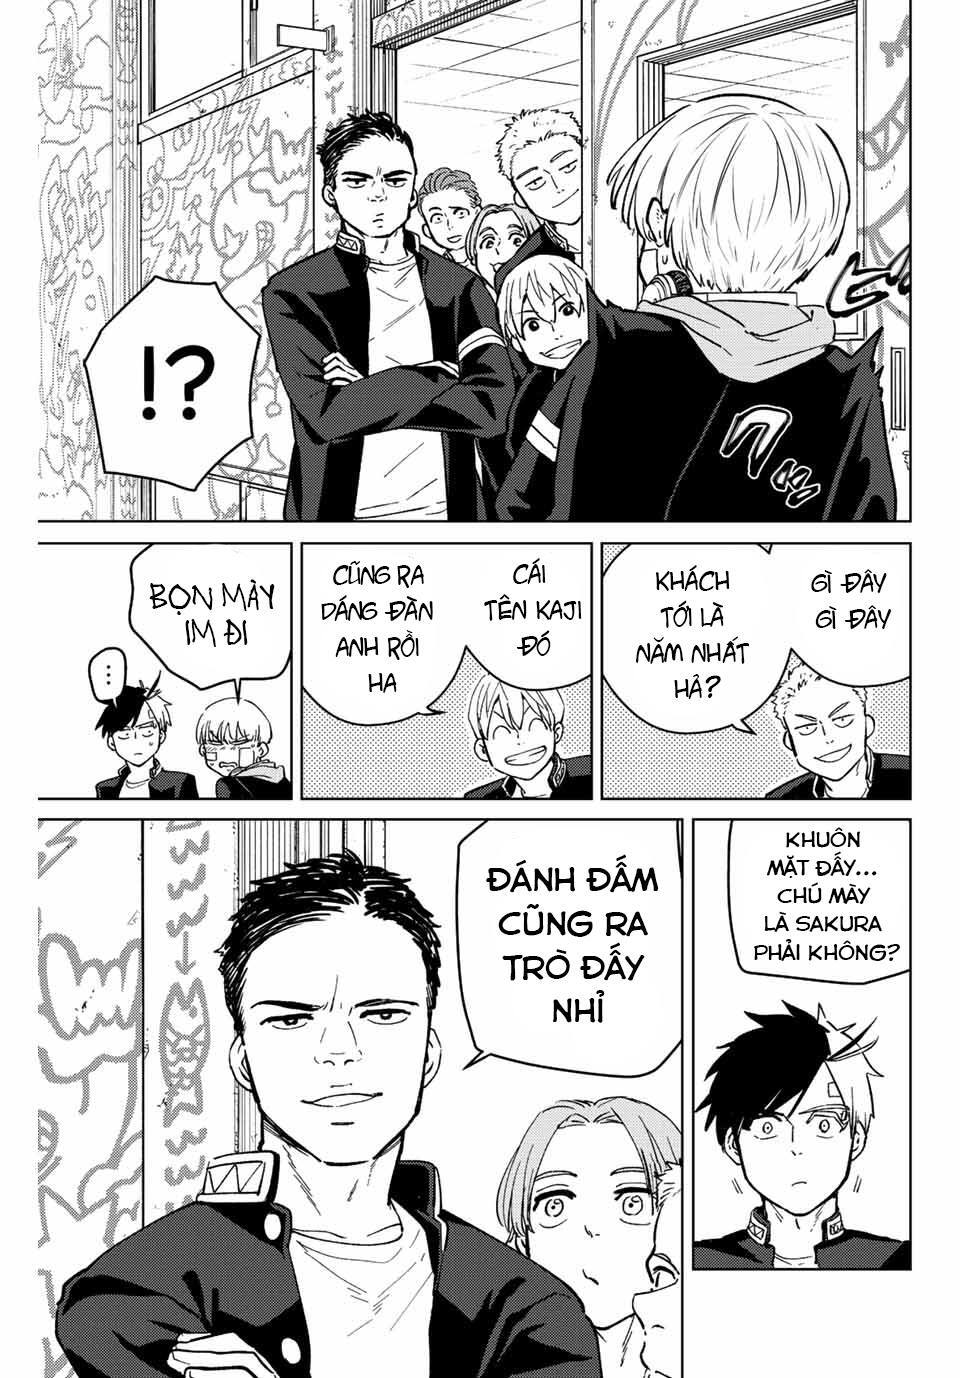 !?
GÌ ĐÂY
GÌ ĐÂY
KHÁCH
TỚI LÀ
NĂM NHẤT
HẢ?
CÁI
TÊN KAJI
ĐÓ
CŨNG RA
DÁNG ĐÀN
ANH RỒI
HA
BỌN MÀY
IM ĐI
...
KHUÔN
MẶT ĐẤY...
CHÚ MÀY
LÀ SAKURA
PHẢI KHÔNG?
ĐÁNH ĐẤM
CŨNG RA
TRÒ ĐẤY
NHỈ